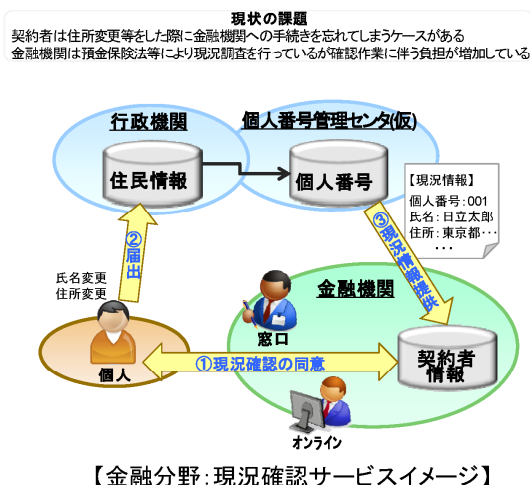 現状の課題
契約者は住所変更等をした際に金融機関への手続きを忘れてしまうケースがある
金融機関は預金保険法等により現況調査を行っているが確認作業に伴う負担が増加している
行政機関
個人番号管理センタ(仮)
住民情報
個人番号
【現況情報】
個人番号:001
氏名:日立太郎
住所:東京都・・・
・・・
②届出
③現況情報提供
氏名変更
住所変更
金融機関
窓口
個人
①現況確認の同意
契約者
情報
オンライン
【金融分野:現況確認サービスイメージ】